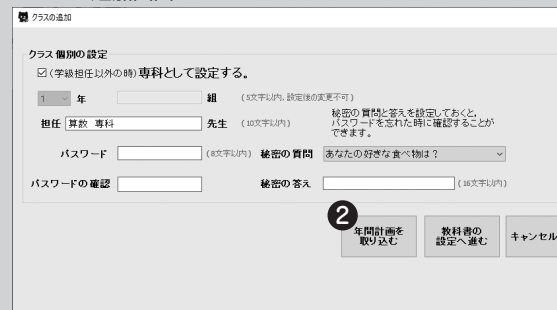 クラスの追加
クラス個別の設定
☑(学級担任以外の時)専科として設定する。
1 年 組 (5文字以内, 設定後の変更不可)
担任 算数 専科 先生 (10文字以内)
秘密の質問と答えを設定しておくと,
パスワードを忘れた時に確認することが
できます。
パスワード (8文字以内) 秘密の質問 あなたの好きな食べ物は?
パスワードの確認 秘密の答え (16文字以内)
2
年間計画を
取り込む
教科書の
設定へ進む
キャンセル